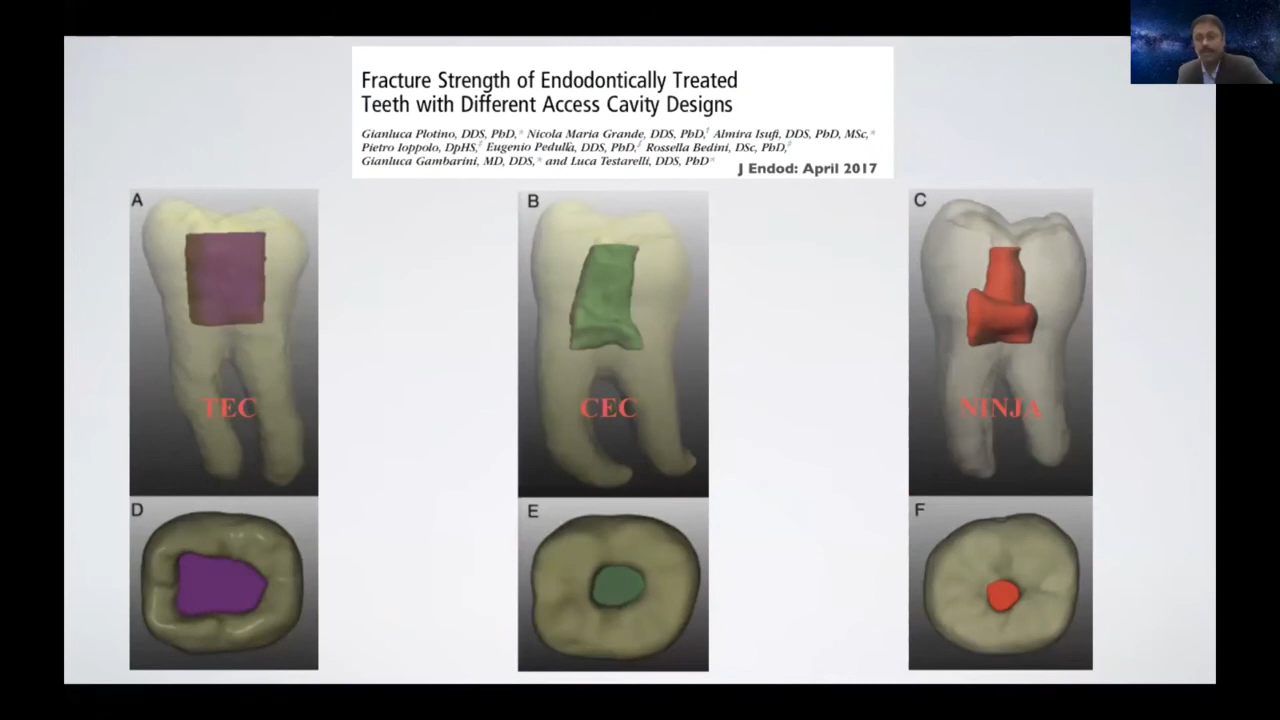 Fracture Strength of Endodontically Treated
Teeth with Different Access Cavity Designs
Gianluca Plotino, DDS, PhD,* Nicola Maria Grande, DDS, PhD,† Almira Isufi, DDS, PhD, MSc,*
Pietro Ioppolo, DpHS,‡ Eugenio Pedullà, DDS, PhD,§ Rossella Bedini, DSc, PhD,‡
Gianluca Gambarini, MD, DDS,* and Luca Testarelli, DDS, PhD*
J Endod: April 2017
A
B
C
TEC
CEC
NINJA
D
E
F